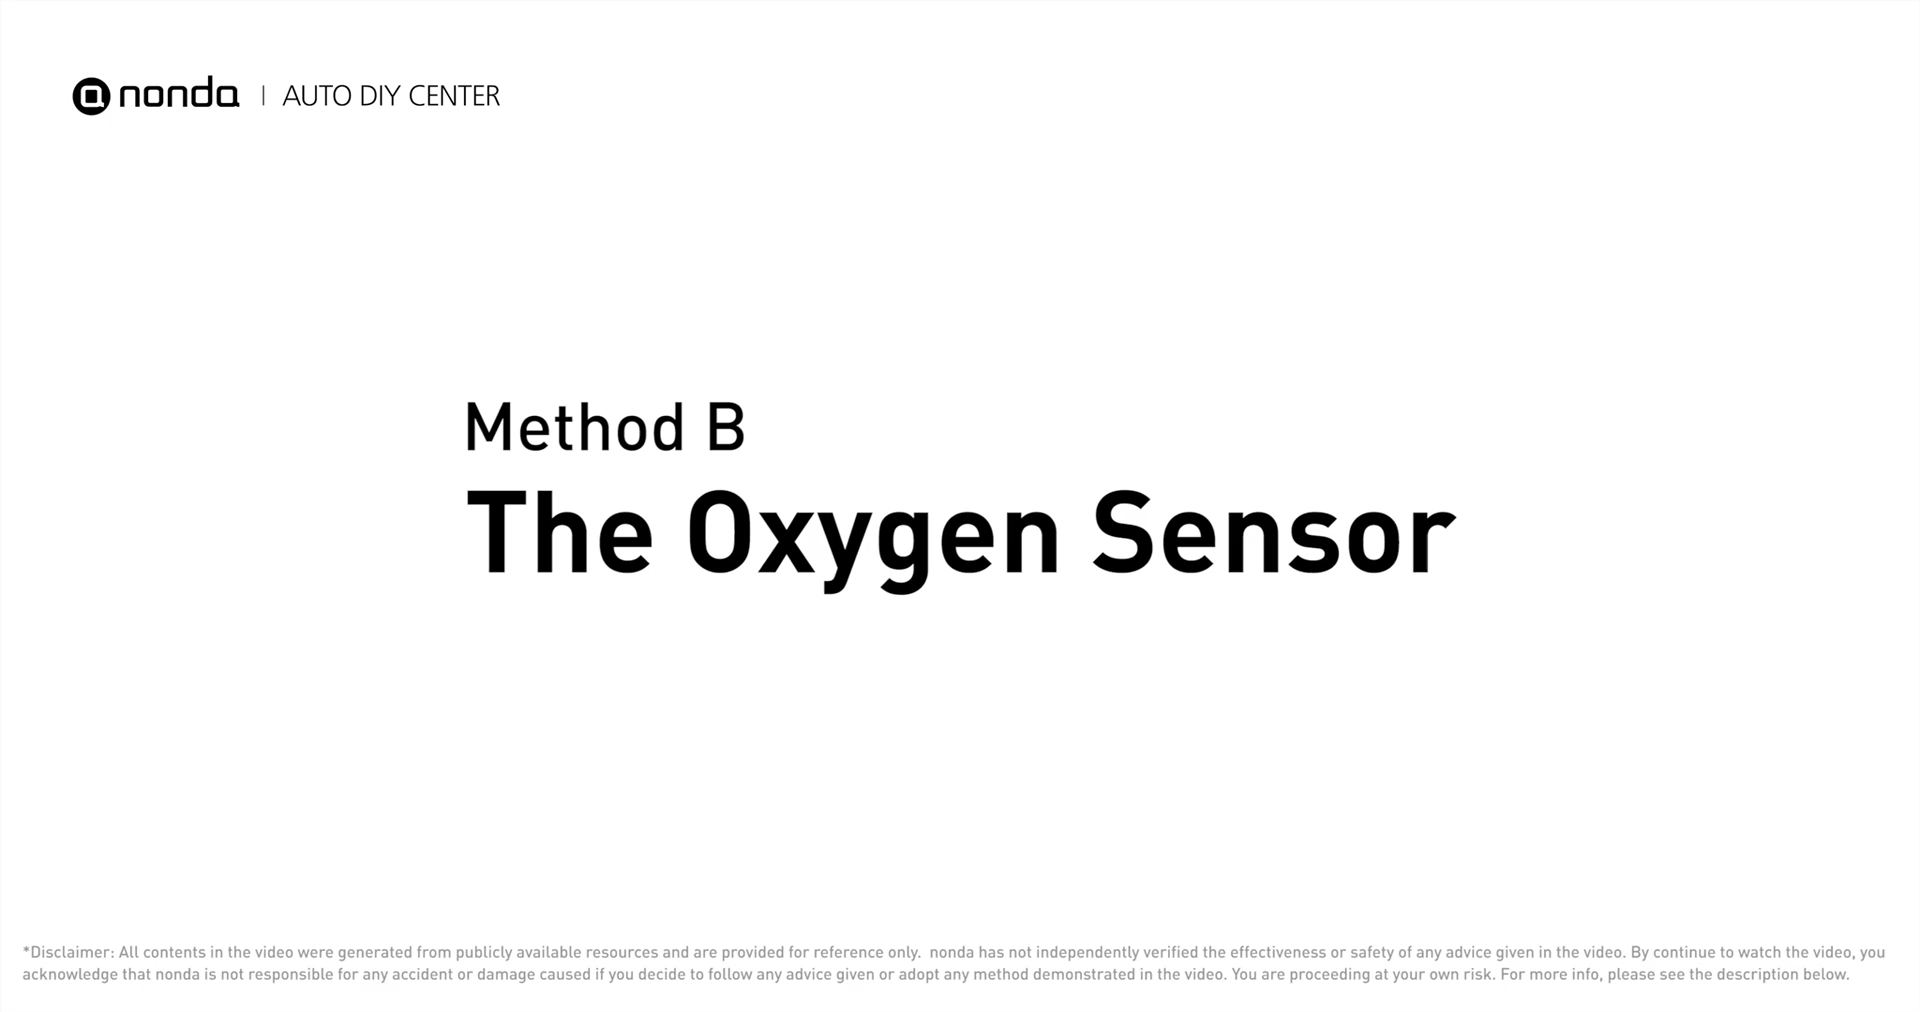 nonda | AUTO DIY CENTER
Method B
The Oxygen Sensor
*Disclaimer: All contents in the video were generated from publicly available resources and are provided for reference only.  nonda has not independently verified the effectiveness or safety of any advice given in the video. By continue to watch the video, you
acknowledge that nonda is not responsible for any accident or damage caused if you decide to follow any advice given or adopt any method demonstrated in the video. You are proceeding at your own risk. For more info, please see the description below.